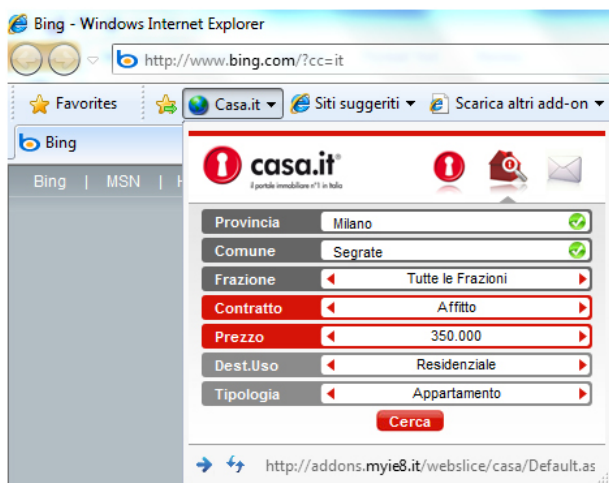 Bing - Windows Internet Explorer
http://www.bing.com/?cc=it
Favorites Casa.it Siti suggeriti Scarica altri add-on
Bing
Bing | MSN |
casa.it®
il portale immobiliare n°1 in Italia
Provincia Milano
Comune Segrate
Frazione Tutte le Frazioni
Contratto Affitto
Prezzo 350.000
Dest.Uso Residenziale
Tipologia Appartamento
Cerca
http://addons.myie8.it/webslice/casa/Default.as